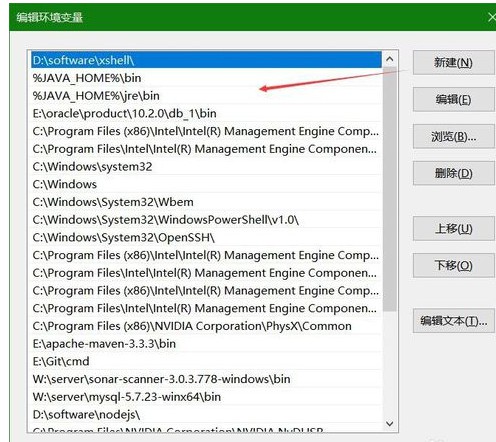 编辑环境变量
D:\software\xshell\
%JAVA_HOME%\bin
%JAVA_HOME%\jre\bin
E:\oracle\product\10.2.0\db_1\bin
C:\Program Files (x86)\Intel\Intel(R) Management Engine Comp...
C:\Program Files\Intel\Intel(R) Management Engine Componen...
C:\Windows\system32
C:\Windows
C:\Windows\System32\Wbem
C:\Windows\System32\WindowsPowerShell\v1.0\
C:\Windows\System32\OpenSSH\
C:\Program Files (x86)\Intel\Intel(R) Management Engine Comp...
C:\Program Files\Intel\Intel(R) Management Engine Componen...
C:\Program Files (x86)\Intel\Intel(R) Management Engine Comp...
C:\Program Files\Intel\Intel(R) Management Engine Componen...
C:\Program Files (x86)\NVIDIA Corporation\PhysX\Common
E:\apache-maven-3.3.3\bin
E:\Git\cmd
W:\server\sonar-scanner-3.0.3.778-windows\bin
W:\server\mysql-5.7.23-winx64\bin
D:\software\nodejs\
C:\Program Files\NVIDIA Corporation\NVIDIA NvDLISR
新建(N)
编辑(E)
浏览(B)...
删除(D)
上移(U)
下移(O)
编辑文本(T)...